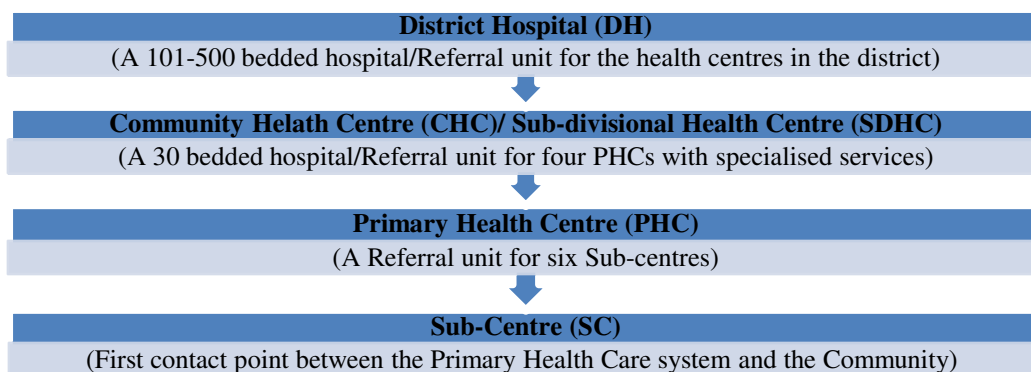 District Hospital (DH)
(A 101-500 bedded hospital/Referral unit for the health centres in the district)
Community Helath Centre (CHC)/ Sub-divisional Health Centre (SDHC)
(A 30 bedded hospital/Referral unit for four PHCs with specialised services)
Primary Health Centre (PHC)
(A Referral unit for six Sub-centres)
Sub-Centre (SC)
(First contact point between the Primary Health Care system and the Community)